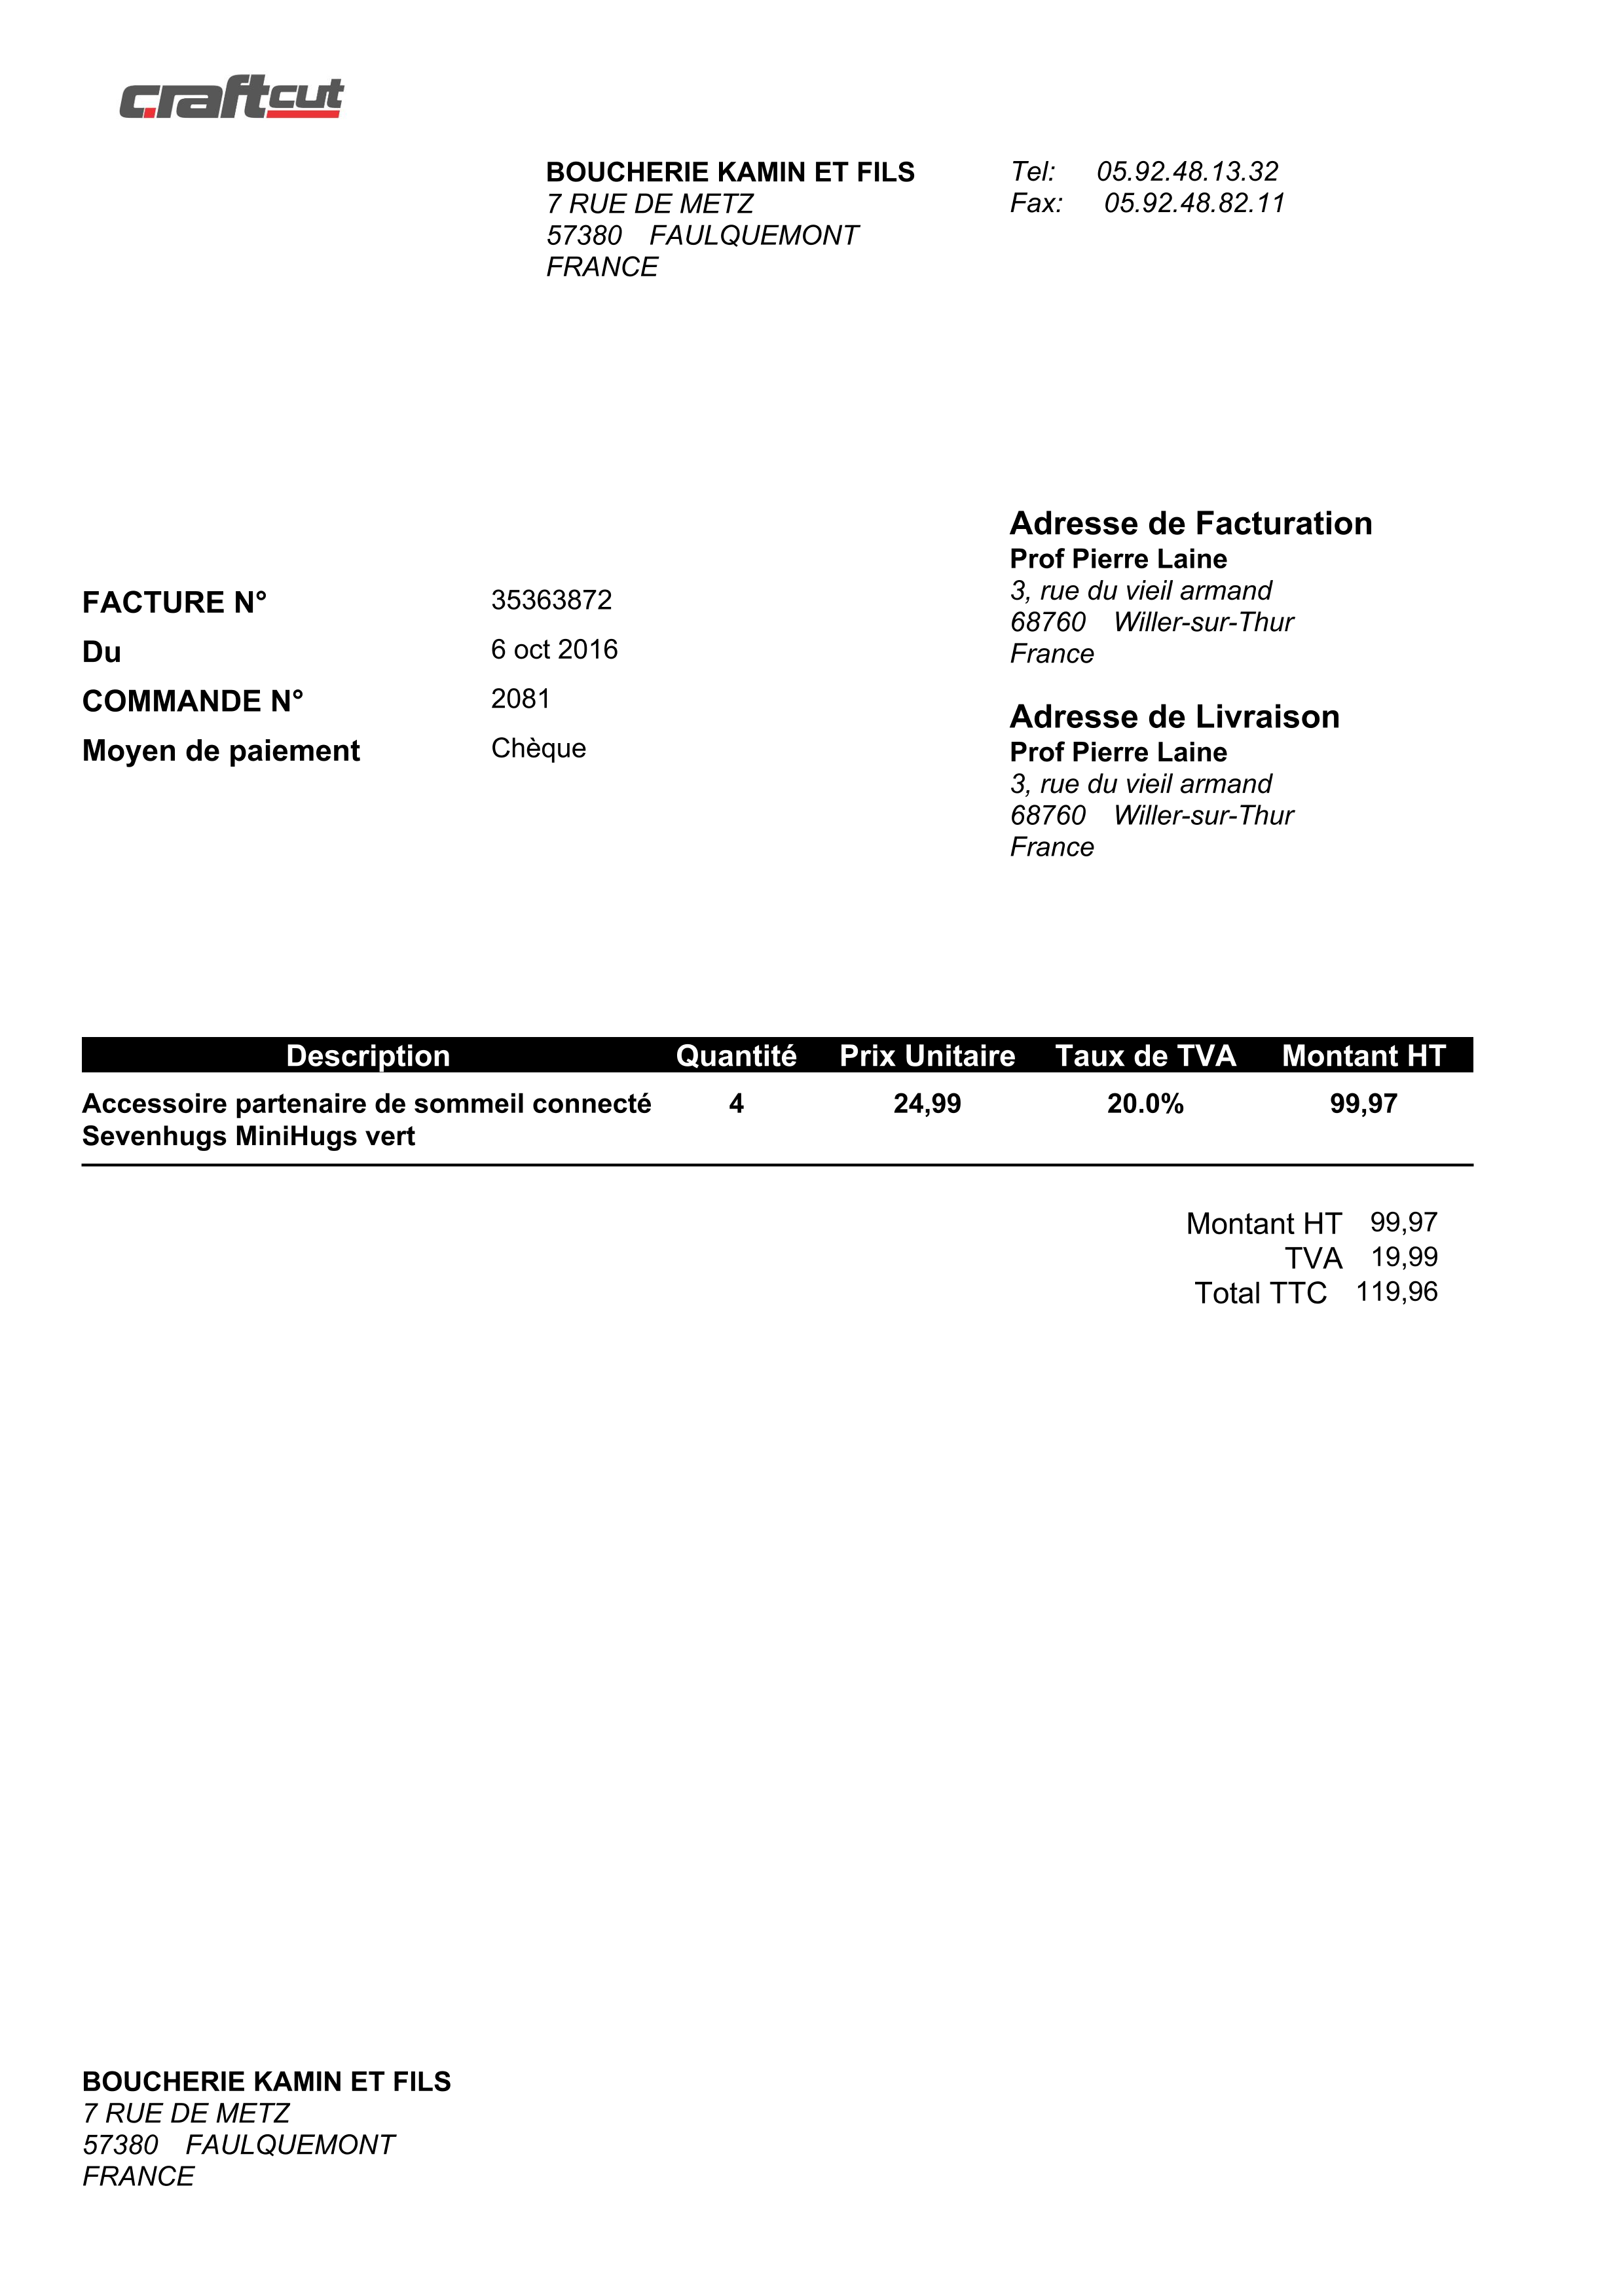 craftcut
BOUCHERIE KAMIN ET FILS
7 RUE DE METZ
57380 FAULQUEMONT
FRANCE
Tel: 05.92.48.13.32
Fax: 05.92.48.82.11
FACTURE N° 35363872
Du 6 oct 2016
COMMANDE N° 2081
Moyen de paiement Chèque
Adresse de Facturation
Prof Pierre Laine
3, rue du vieil armand
68760 Willer-sur-Thur
France
Adresse de Livraison
Prof Pierre Laine
3, rue du vieil armand
68760 Willer-sur-Thur
France
Description Quantité Prix Unitaire Taux de TVA Montant HT
Accessoire partenaire de sommeil connecté 4 24,99 20.0% 99,97
Sevenhugs MiniHugs vert
Montant HT 99,97
TVA 19,99
Total TTC 119,96
BOUCHERIE KAMIN ET FILS
7 RUE DE METZ
57380 FAULQUEMONT
FRANCE